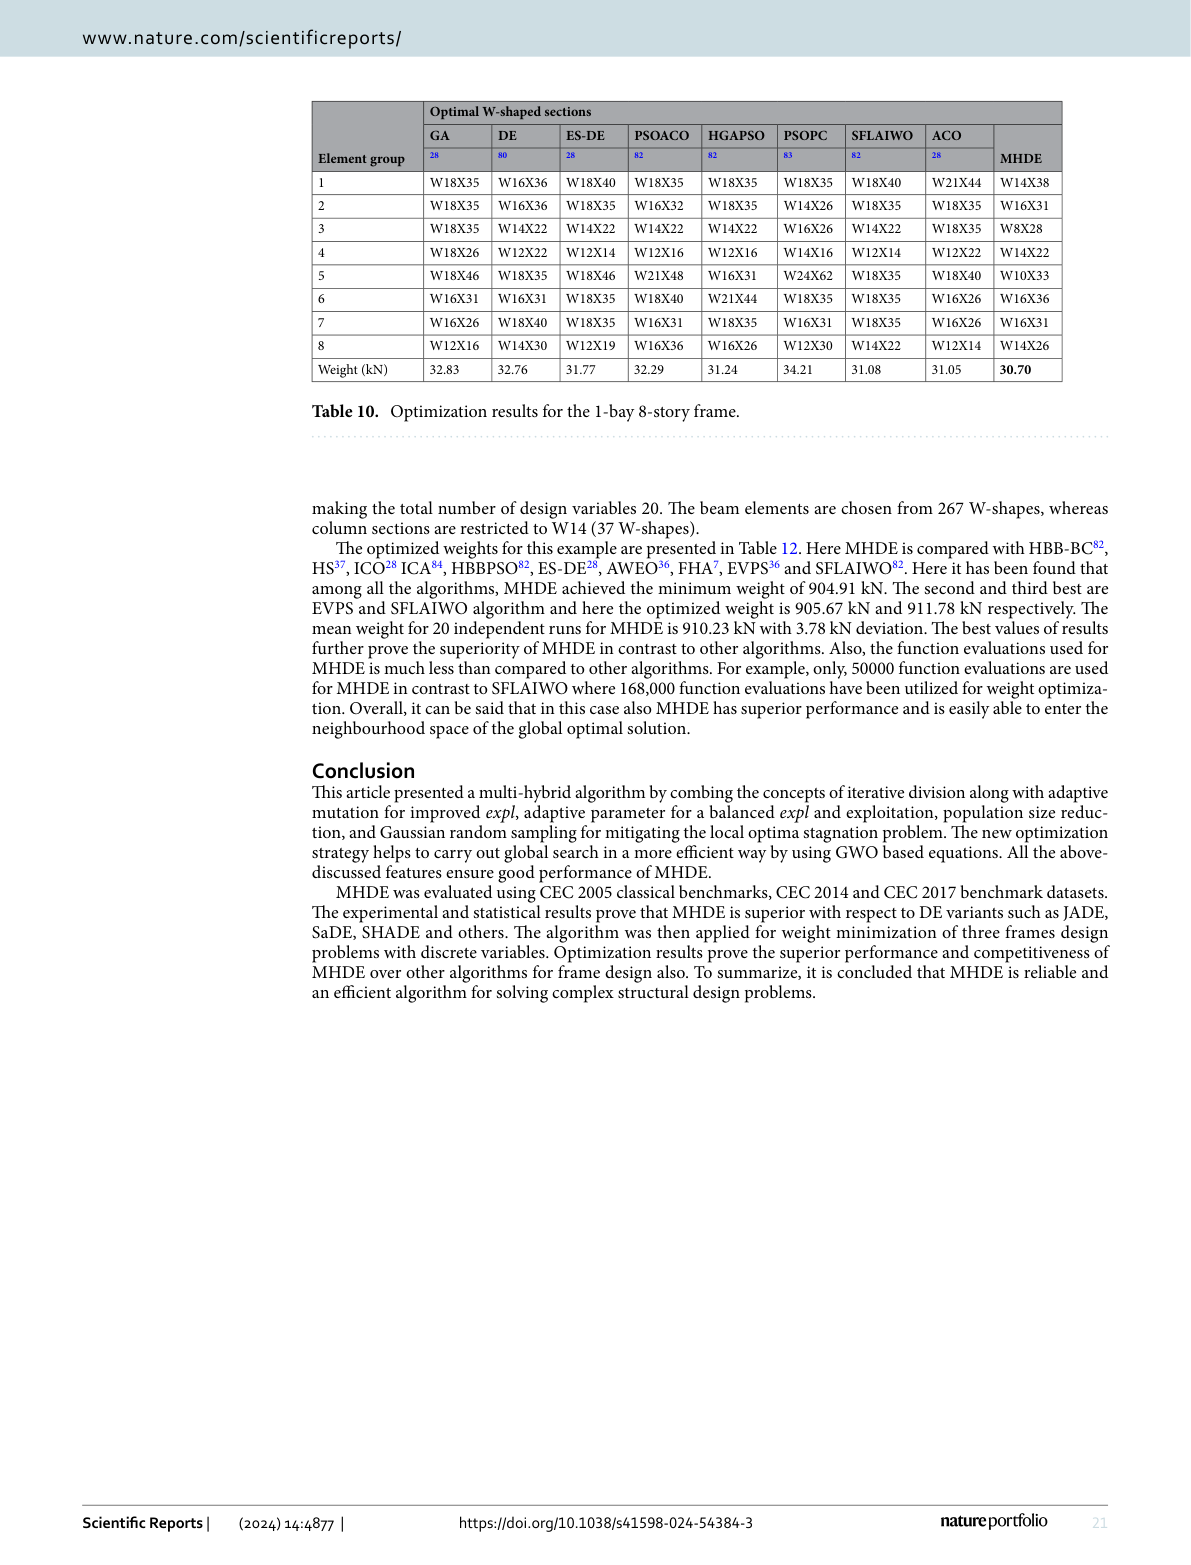 www.nature.com/scientificreports/
Optimal W-shaped sections
GA DE ES-DE PSOACO HGAPSO PSOPC SFLAIWO ACO
Element group 28 80 28 82 82 83 82 28 MHDE
1 W18X35 W16X36 W18X40 W18X35 W18X35 W18X35 W18X40 W21X44 W14X38
2 W18X35 W16X36 W18X35 W16X32 W18X35 W14X26 W18X35 W18X35 W16X31
3 W18X35 W14X22 W14X22 W14X22 W14X22 W16X26 W14X22 W18X35 W8X28
4 W18X26 W12X22 W12X14 W12X16 W12X16 W14X16 W12X14 W12X22 W14X22
5 W18X46 W18X35 W18X46 W21X48 W16X31 W24X62 W18X35 W18X40 W10X33
6 W16X31 W16X31 W18X35 W18X40 W21X44 W18X35 W18X35 W16X26 W16X36
7 W16X26 W18X40 W18X35 W16X31 W18X35 W16X31 W18X35 W16X26 W16X31
8 W12X16 W14X30 W12X19 W16X36 W16X26 W12X30 W14X22 W12X14 W14X26
Weight (kN) 32.83 32.76 31.77 32.29 31.24 34.21 31.08 31.05 30.70
Table 10. Optimization results for the 1-bay 8-story frame.
making the total number of design variables 20. The beam elements are chosen from 267 W-shapes, whereas
column sections are restricted to W14 (37 W-shapes).
The optimized weights for this example are presented in Table 12. Here MHDE is compared with HBB-BC82,
HS37, ICO28 ICA84, HBBPSO82, ES-DE28, AWEO36, FHA7, EVPS36 and SFLAIWO82. Here it has been found that
among all the algorithms, MHDE achieved the minimum weight of 904.91 kN. The second and third best are
EVPS and SFLAIWO algorithm and here the optimized weight is 905.67 kN and 911.78 kN respectively. The
mean weight for 20 independent runs for MHDE is 910.23 kN with 3.78 kN deviation. The best values of results
further prove the superiority of MHDE in contrast to other algorithms. Also, the function evaluations used for
MHDE is much less than compared to other algorithms. For example, only, 50000 function evaluations are used
for MHDE in contrast to SFLAIWO where 168,000 function evaluations have been utilized for weight optimiza-
tion. Overall, it can be said that in this case also MHDE has superior performance and is easily able to enter the
neighbourhood space of the global optimal solution.
Conclusion
This article presented a multi-hybrid algorithm by combing the concepts of iterative division along with adaptive
mutation for improved expl, adaptive parameter for a balanced expl and exploitation, population size reduc-
tion, and Gaussian random sampling for mitigating the local optima stagnation problem. The new optimization
strategy helps to carry out global search in a more efficient way by using GWO based equations. All the above-
discussed features ensure good performance of MHDE.
MHDE was evaluated using CEC 2005 classical benchmarks, CEC 2014 and CEC 2017 benchmark datasets.
The experimental and statistical results prove that MHDE is superior with respect to DE variants such as JADE,
SaDE, SHADE and others. The algorithm was then applied for weight minimization of three frames design
problems with discrete variables. Optimization results prove the superior performance and competitiveness of
MHDE over other algorithms for frame design also. To summarize, it is concluded that MHDE is reliable and
an efficient algorithm for solving complex structural design problems.
Scientific Reports | (2024) 14:4877 | https://doi.org/10.1038/s41598-024-54384-3 natureportfolio 21